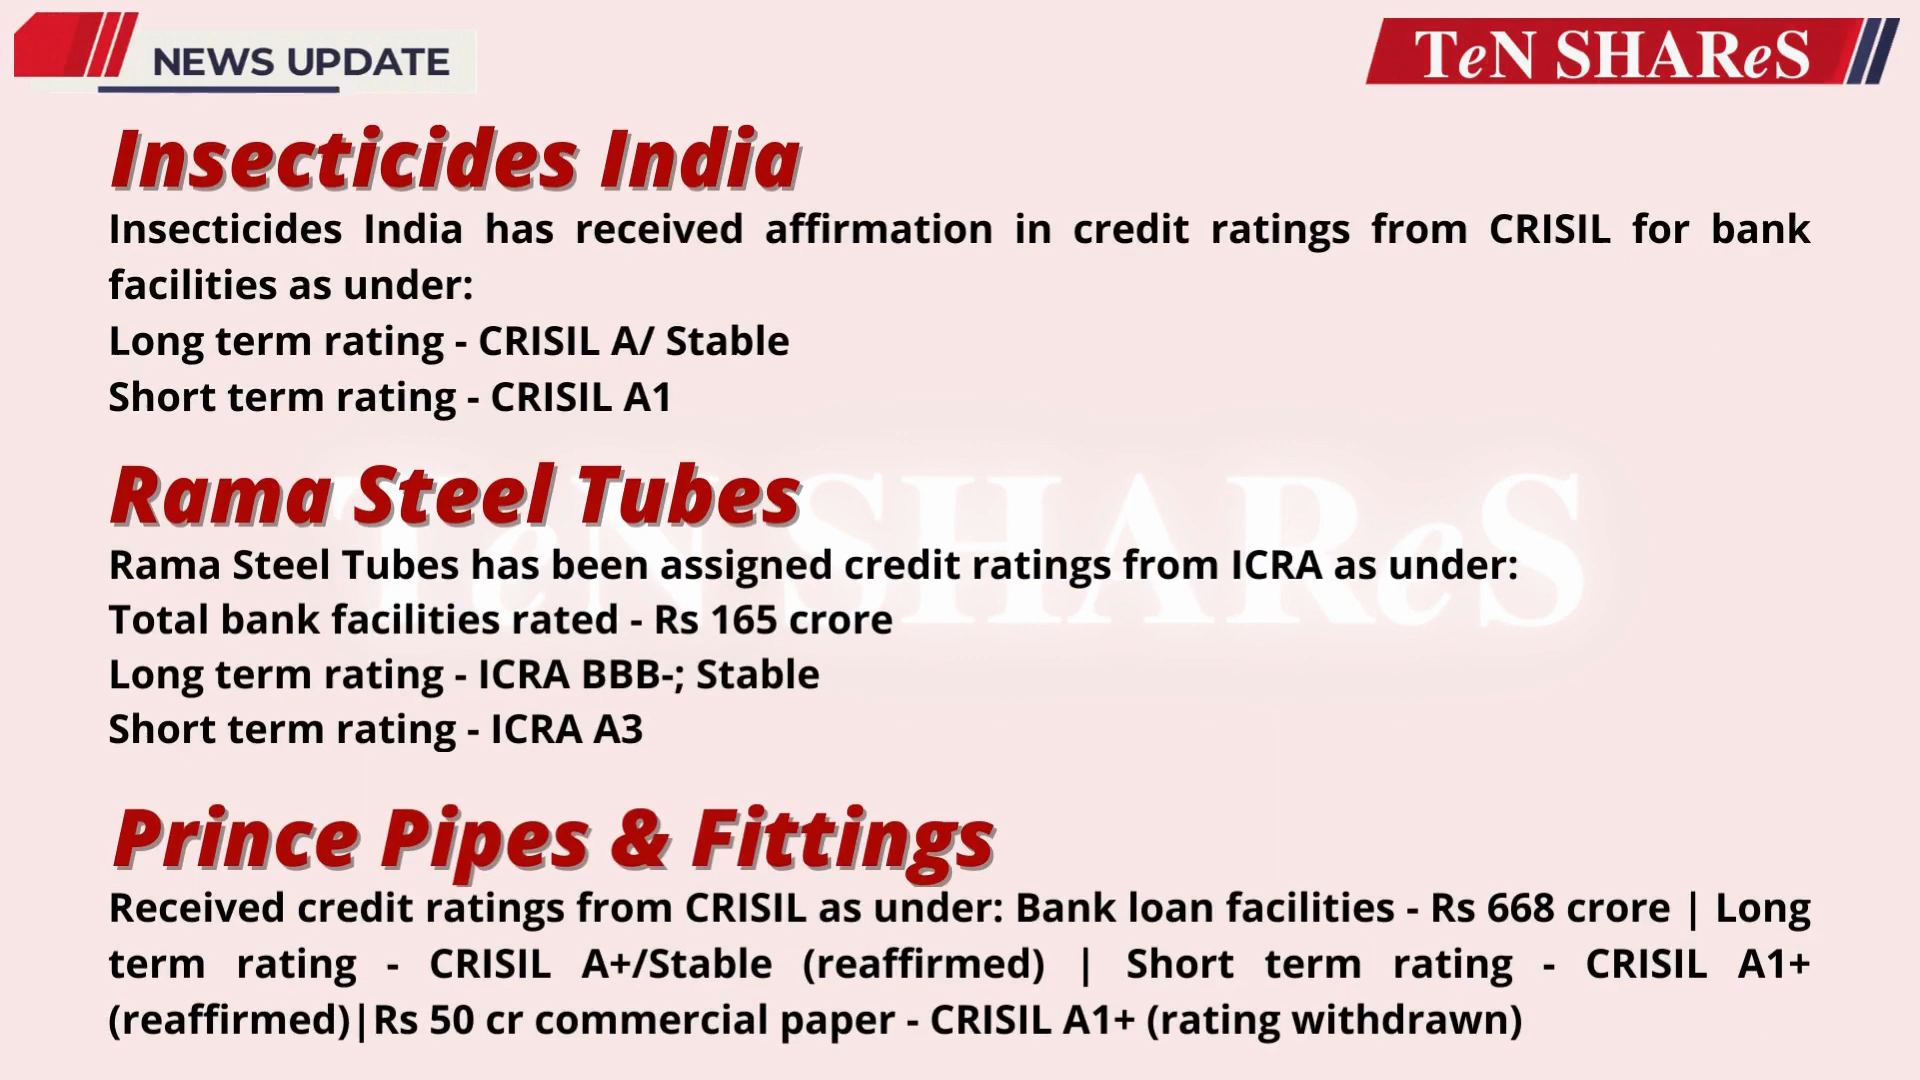 NEWS UPDATE
TeN SHAReS
Insecticides India
Insecticides India has received affirmation in credit ratings from CRISIL for bank
facilities as under:
Long term rating - CRISIL A/ Stable
Short term rating - CRISIL A1
Rama Steel Tubes
TeN SHAReS
Rama Steel Tubes has been assigned credit ratings from ICRA as under:
Total bank facilities rated - Rs 165 crore
Long term rating - ICRA BBB-; Stable
Short term rating - ICRA A3
Prince Pipes & Fittings
Received credit ratings from CRISIL as under: Bank loan facilities - Rs 668 crore | Long
term rating - CRISIL A+/Stable (reaffirmed) | Short term rating - CRISIL A1+
(reaffirmed)|Rs 50 cr commercial paper - CRISIL A1+ (rating withdrawn)